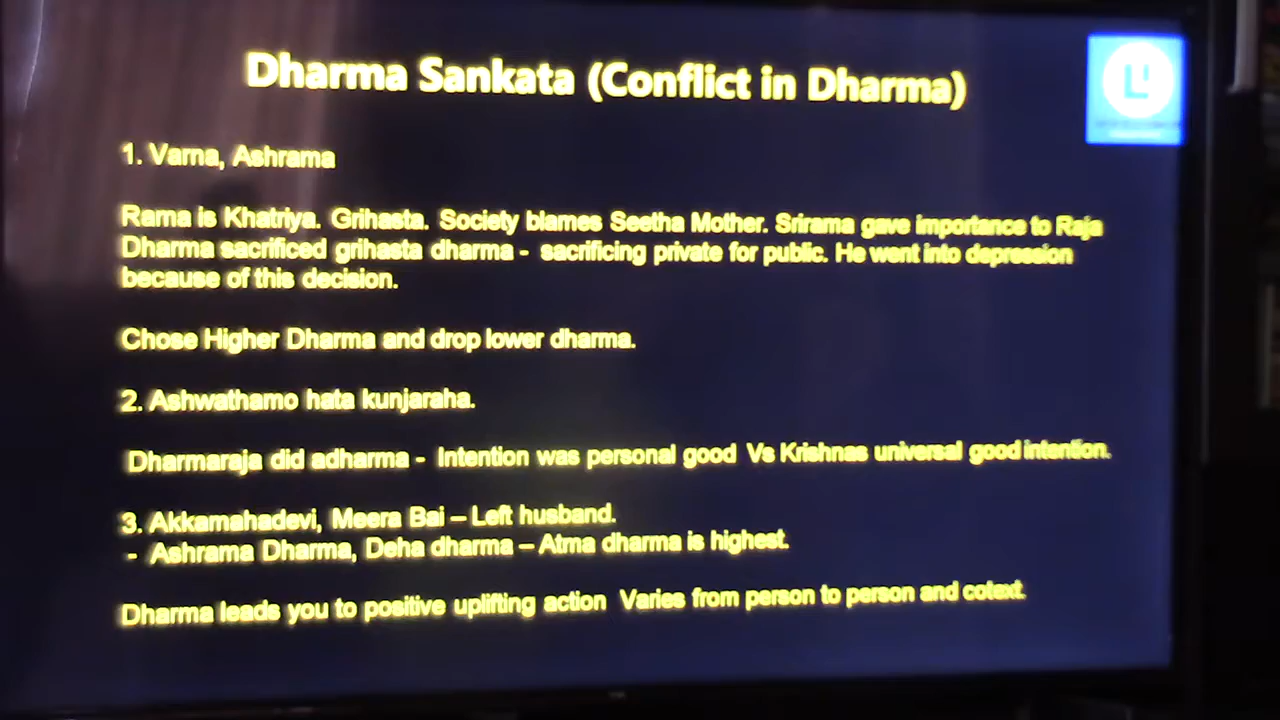 Dharma Sankata (Conflict in Dharma)
1. Varna, Ashrama
Rama is Khatriya. Grihasta. Society blames Seetha Mother. Srirama gave importance to Raja
Dharma sacrificed grihasta dharma - sacrificing private for public. He went into depression
because of this decision.
Chose Higher Dharma and drop lower dharma.
2. Ashwathamo hata kunjaraha.
Dharmaraja did adharma - Intention was personal good Vs Krishnas universal good intention.
3. Akkamahadevi, Meera Bai – Left husband.
- Ashrama Dharma, Deha dharma – Atma dharma is highest.
Dharma leads you to positive uplifting action Varies from person to person and cotext.